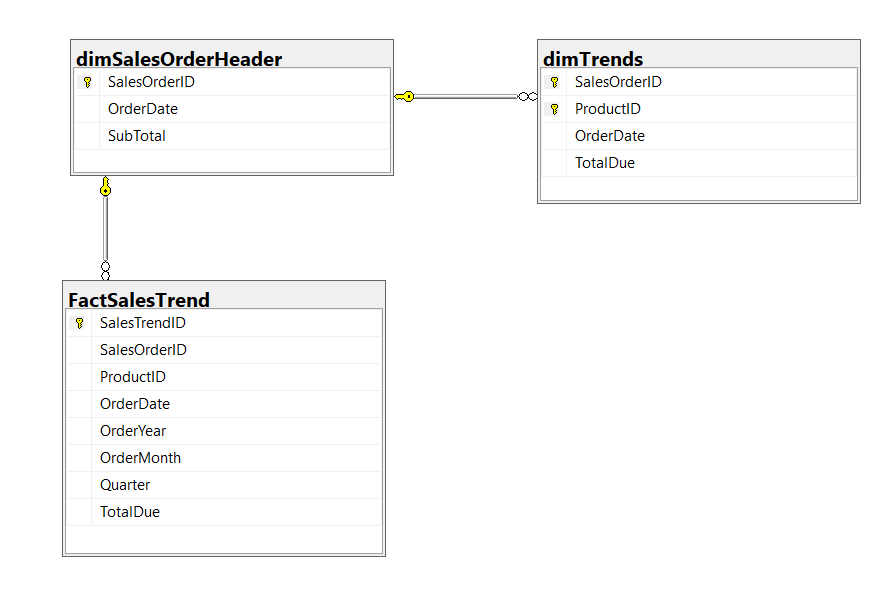 dimSalesOrderHeader
SalesOrderID
OrderDate
SubTotal
dimTrends
SalesOrderID
ProductID
OrderDate
TotalDue
FactSalesTrend
SalesTrendID
SalesOrderID
ProductID
OrderDate
OrderYear
OrderMonth
Quarter
TotalDue